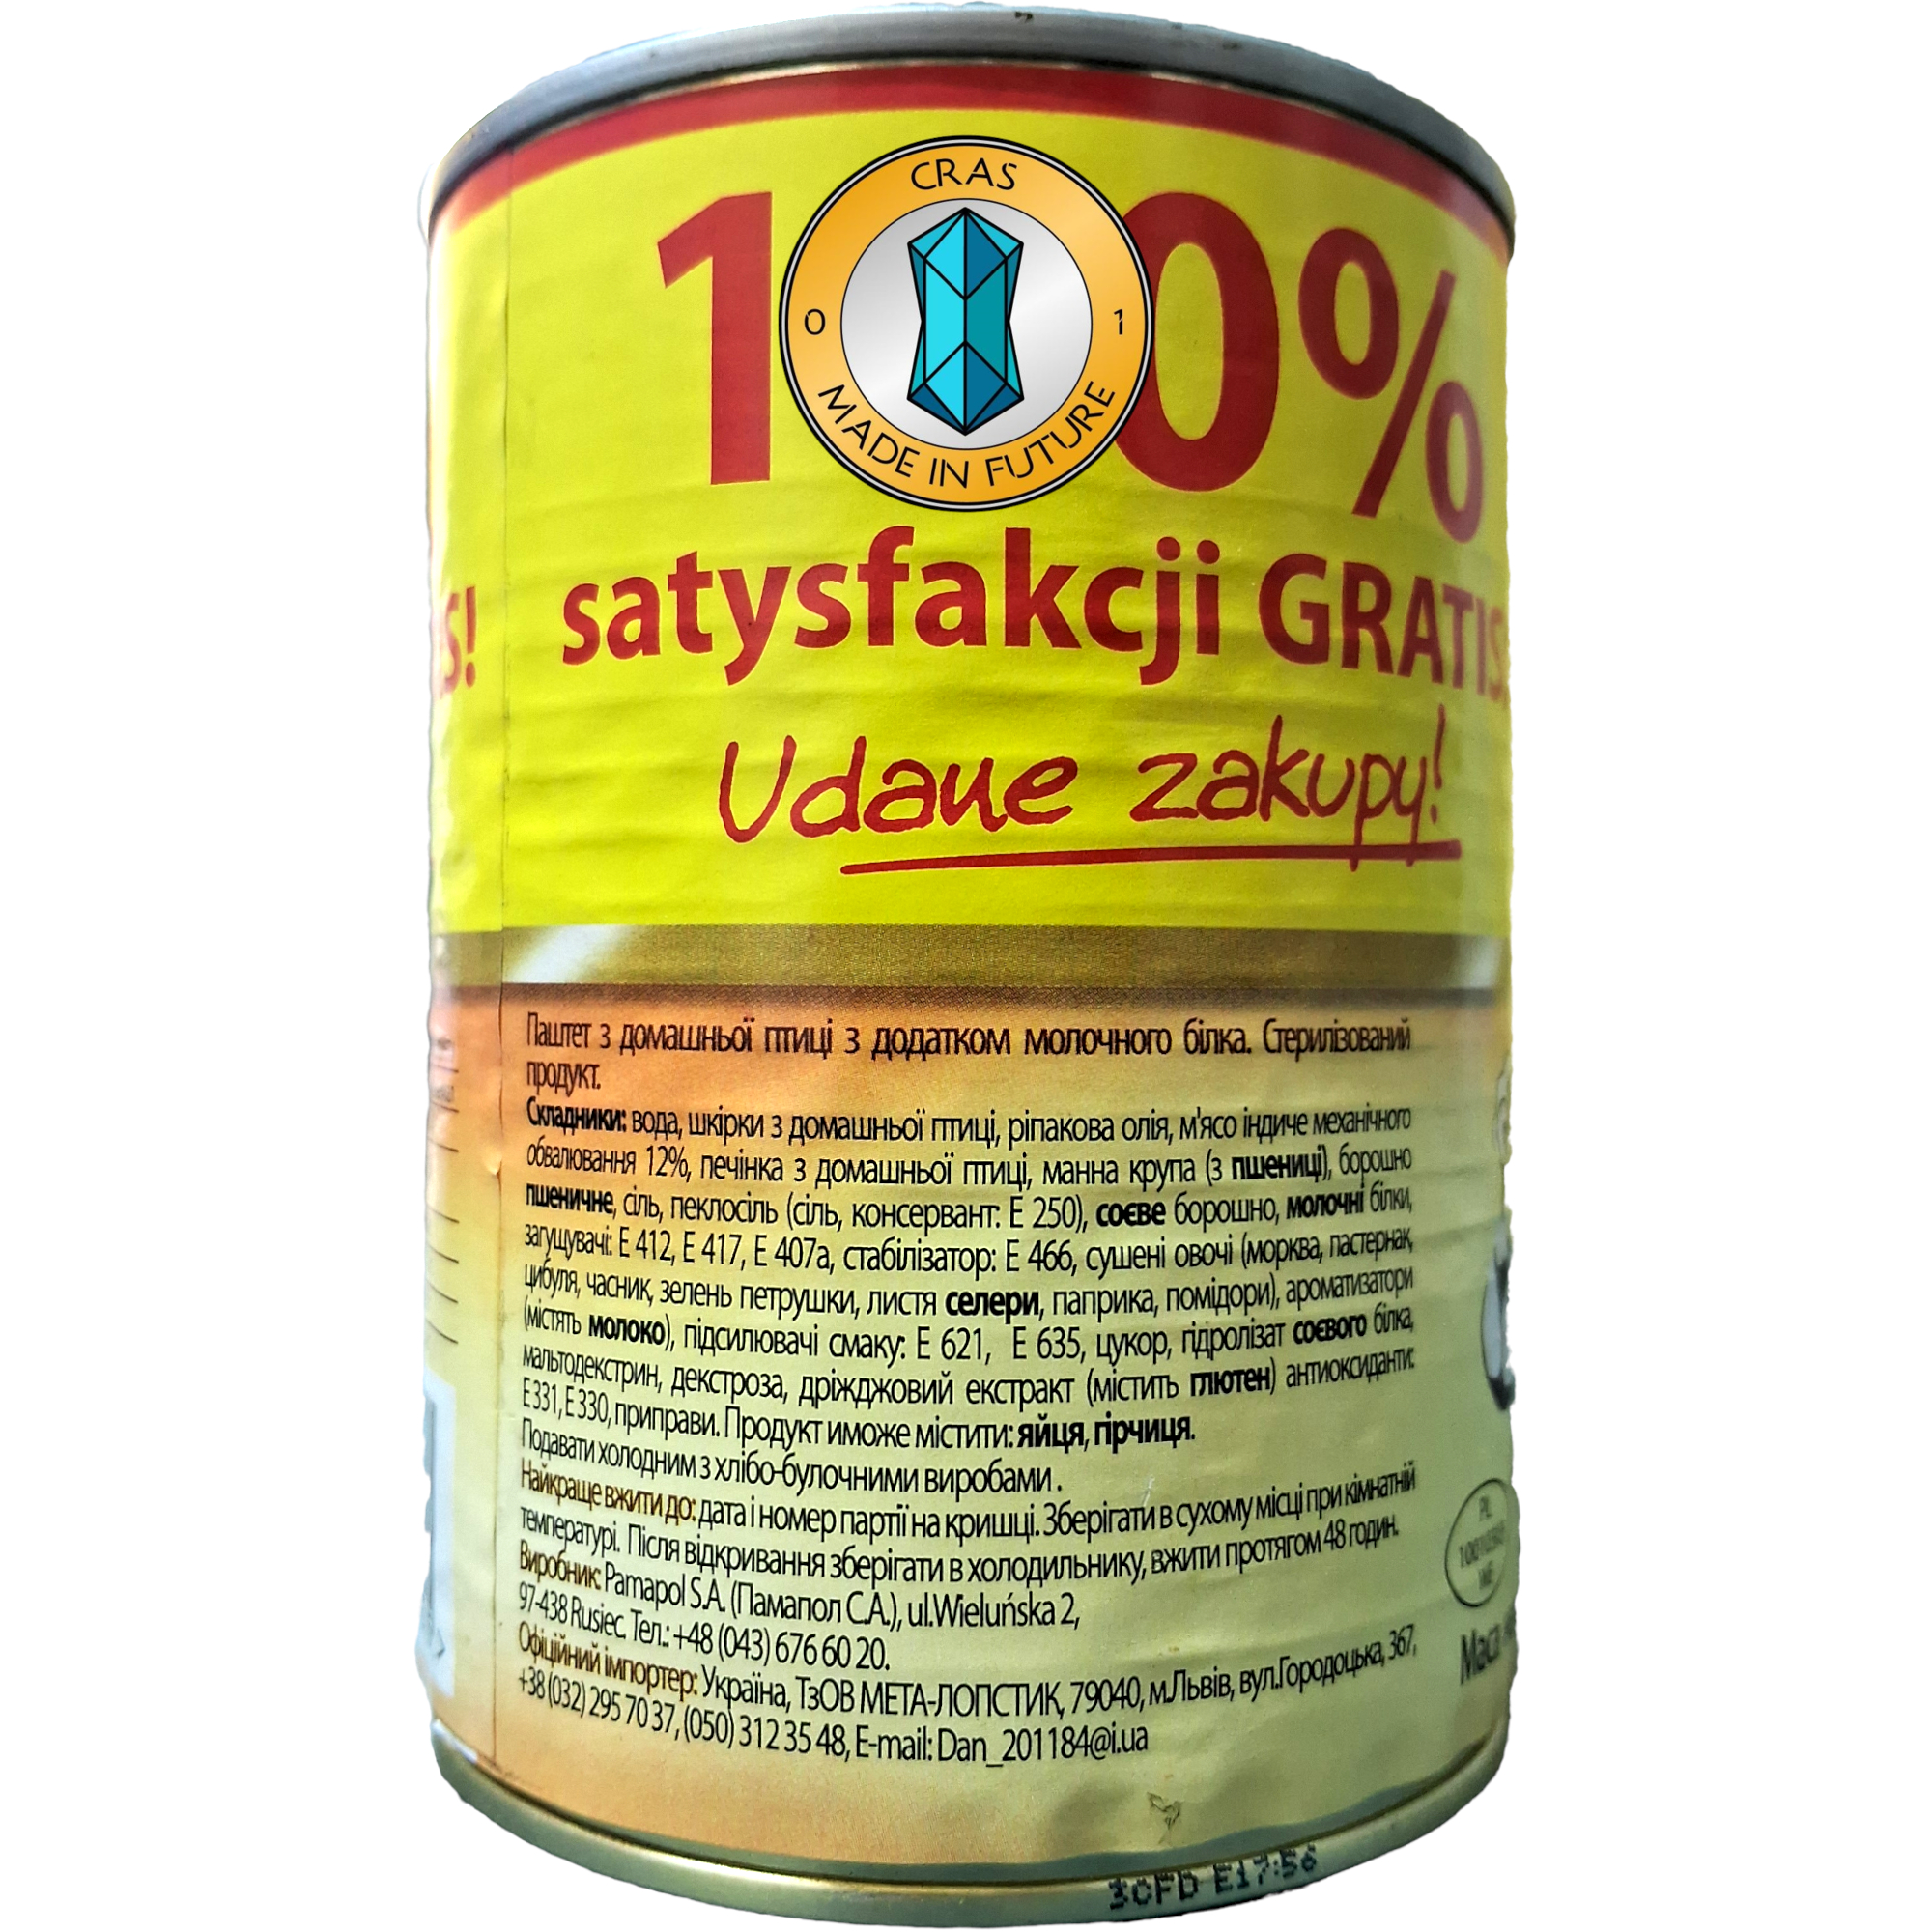 CRAS
0 1
MADE IN FUTURE
1 0%
satysfakcji GRATIS
S!
Udane zakupy!
Паштет з домашньої птиці з додатком молочного білка. Стерилізований
продукт.
Складники: вода, шкірки з домашньої птиці, ріпакова олія, м'ясо індиче механічного
обвалювання 12%, печінка з домашньої птиці, манна крупа (з пшениці), борошно
пшеничне, сіль, пеклосіль (сіль, консервант: Е 250), соєве борошно, молочні білки,
загущувачі: Е 412, Е 417, Е 407а, стабілізатор: Е 466, сушені овочі (морква, пастернак,
цибуля, часник, зелень петрушки, листя селери, паприка, помідори), ароматизатори
(містять молоко), підсилювачі смаку: Е 621, Е 635, цукор, гідролізат соєвого білка,
мальтодекстрин, декстроза, дріжджовий екстракт (містить глютен) антиоксиданти:
Е 331, Е 330, приправи. Продукт иможе містити: яйця, гірчиця.
Подавати холодним з хлібо-булочними виробами.
Найкраще вжити до: дата і номер партії на кришці. Зберігати в сухому місці при кімнатній
температурі. Після відкривання зберігати в холодильнику, вжити протягом 48 годин.
Виробник: Pamapol S.A. (Памапол С.А.), ul.Wieluńska 2,
97-438 Rusiec. Тел.: +48 (043) 676 60 20.
Офіційний імпортер: Україна, ТзОВ МЕТА-ЛОГІСТИК, 79040, м.Львів, вул.Городоцька, 367,
+38 (032) 295 70 37, (050) 312 35 48, E-mail: Dan_201184@i.ua
PL
WE
Маса
3CFD E17:56